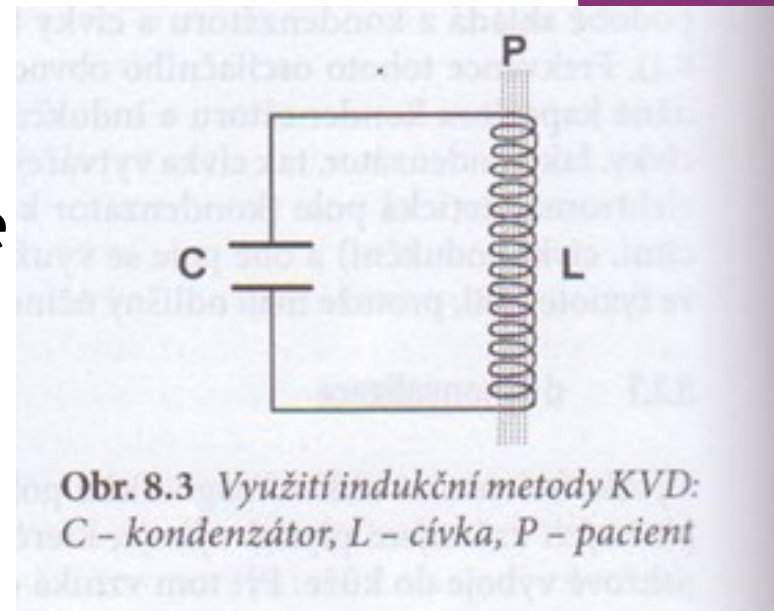 P
C
L
Obr. 8.3 Využití indukční metody KVD:
C – kondenzátor, L – cívka, P – pacient